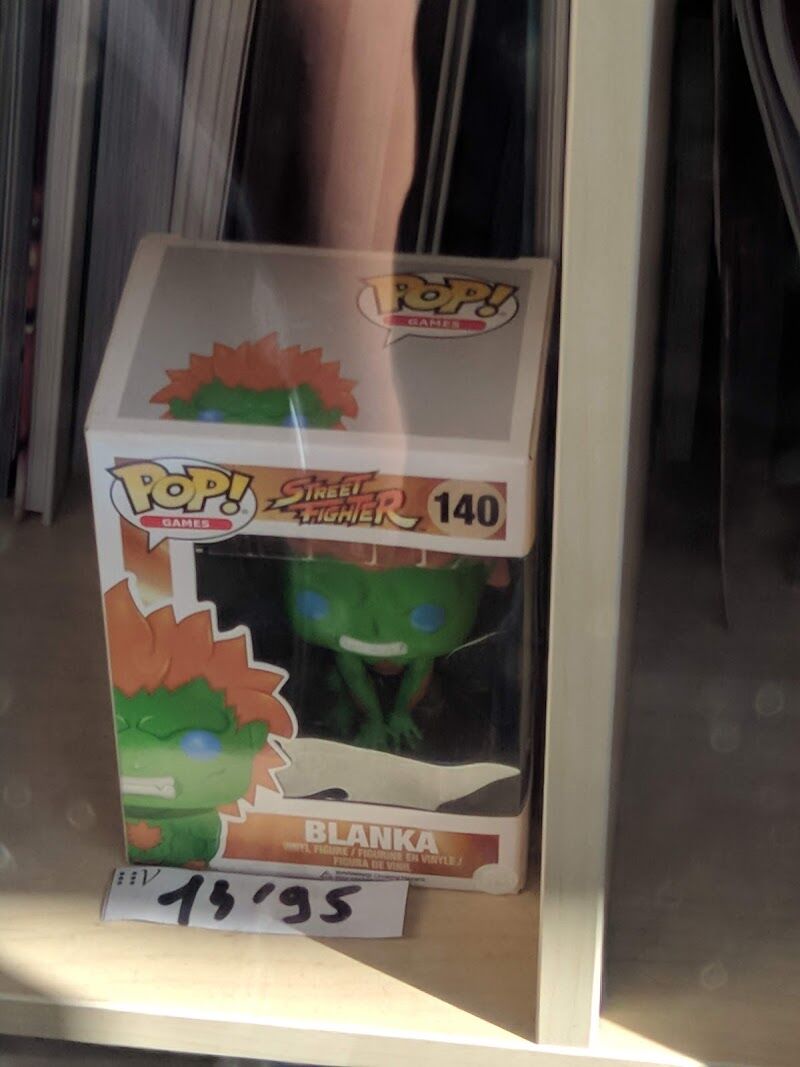 POP!
GAMES
POP!
GAMES
STREET
FIGHTER
140
BLANKA
VINYL FIGURE / FIGURINE EN VINYLE /
FIGURA DE VINIL
V 13'95